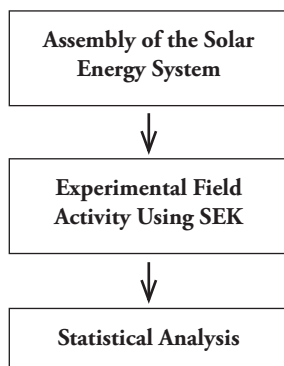 Assembly of the Solar
Energy System
Experimental Field
Activity Using SEK
Statistical Analysis